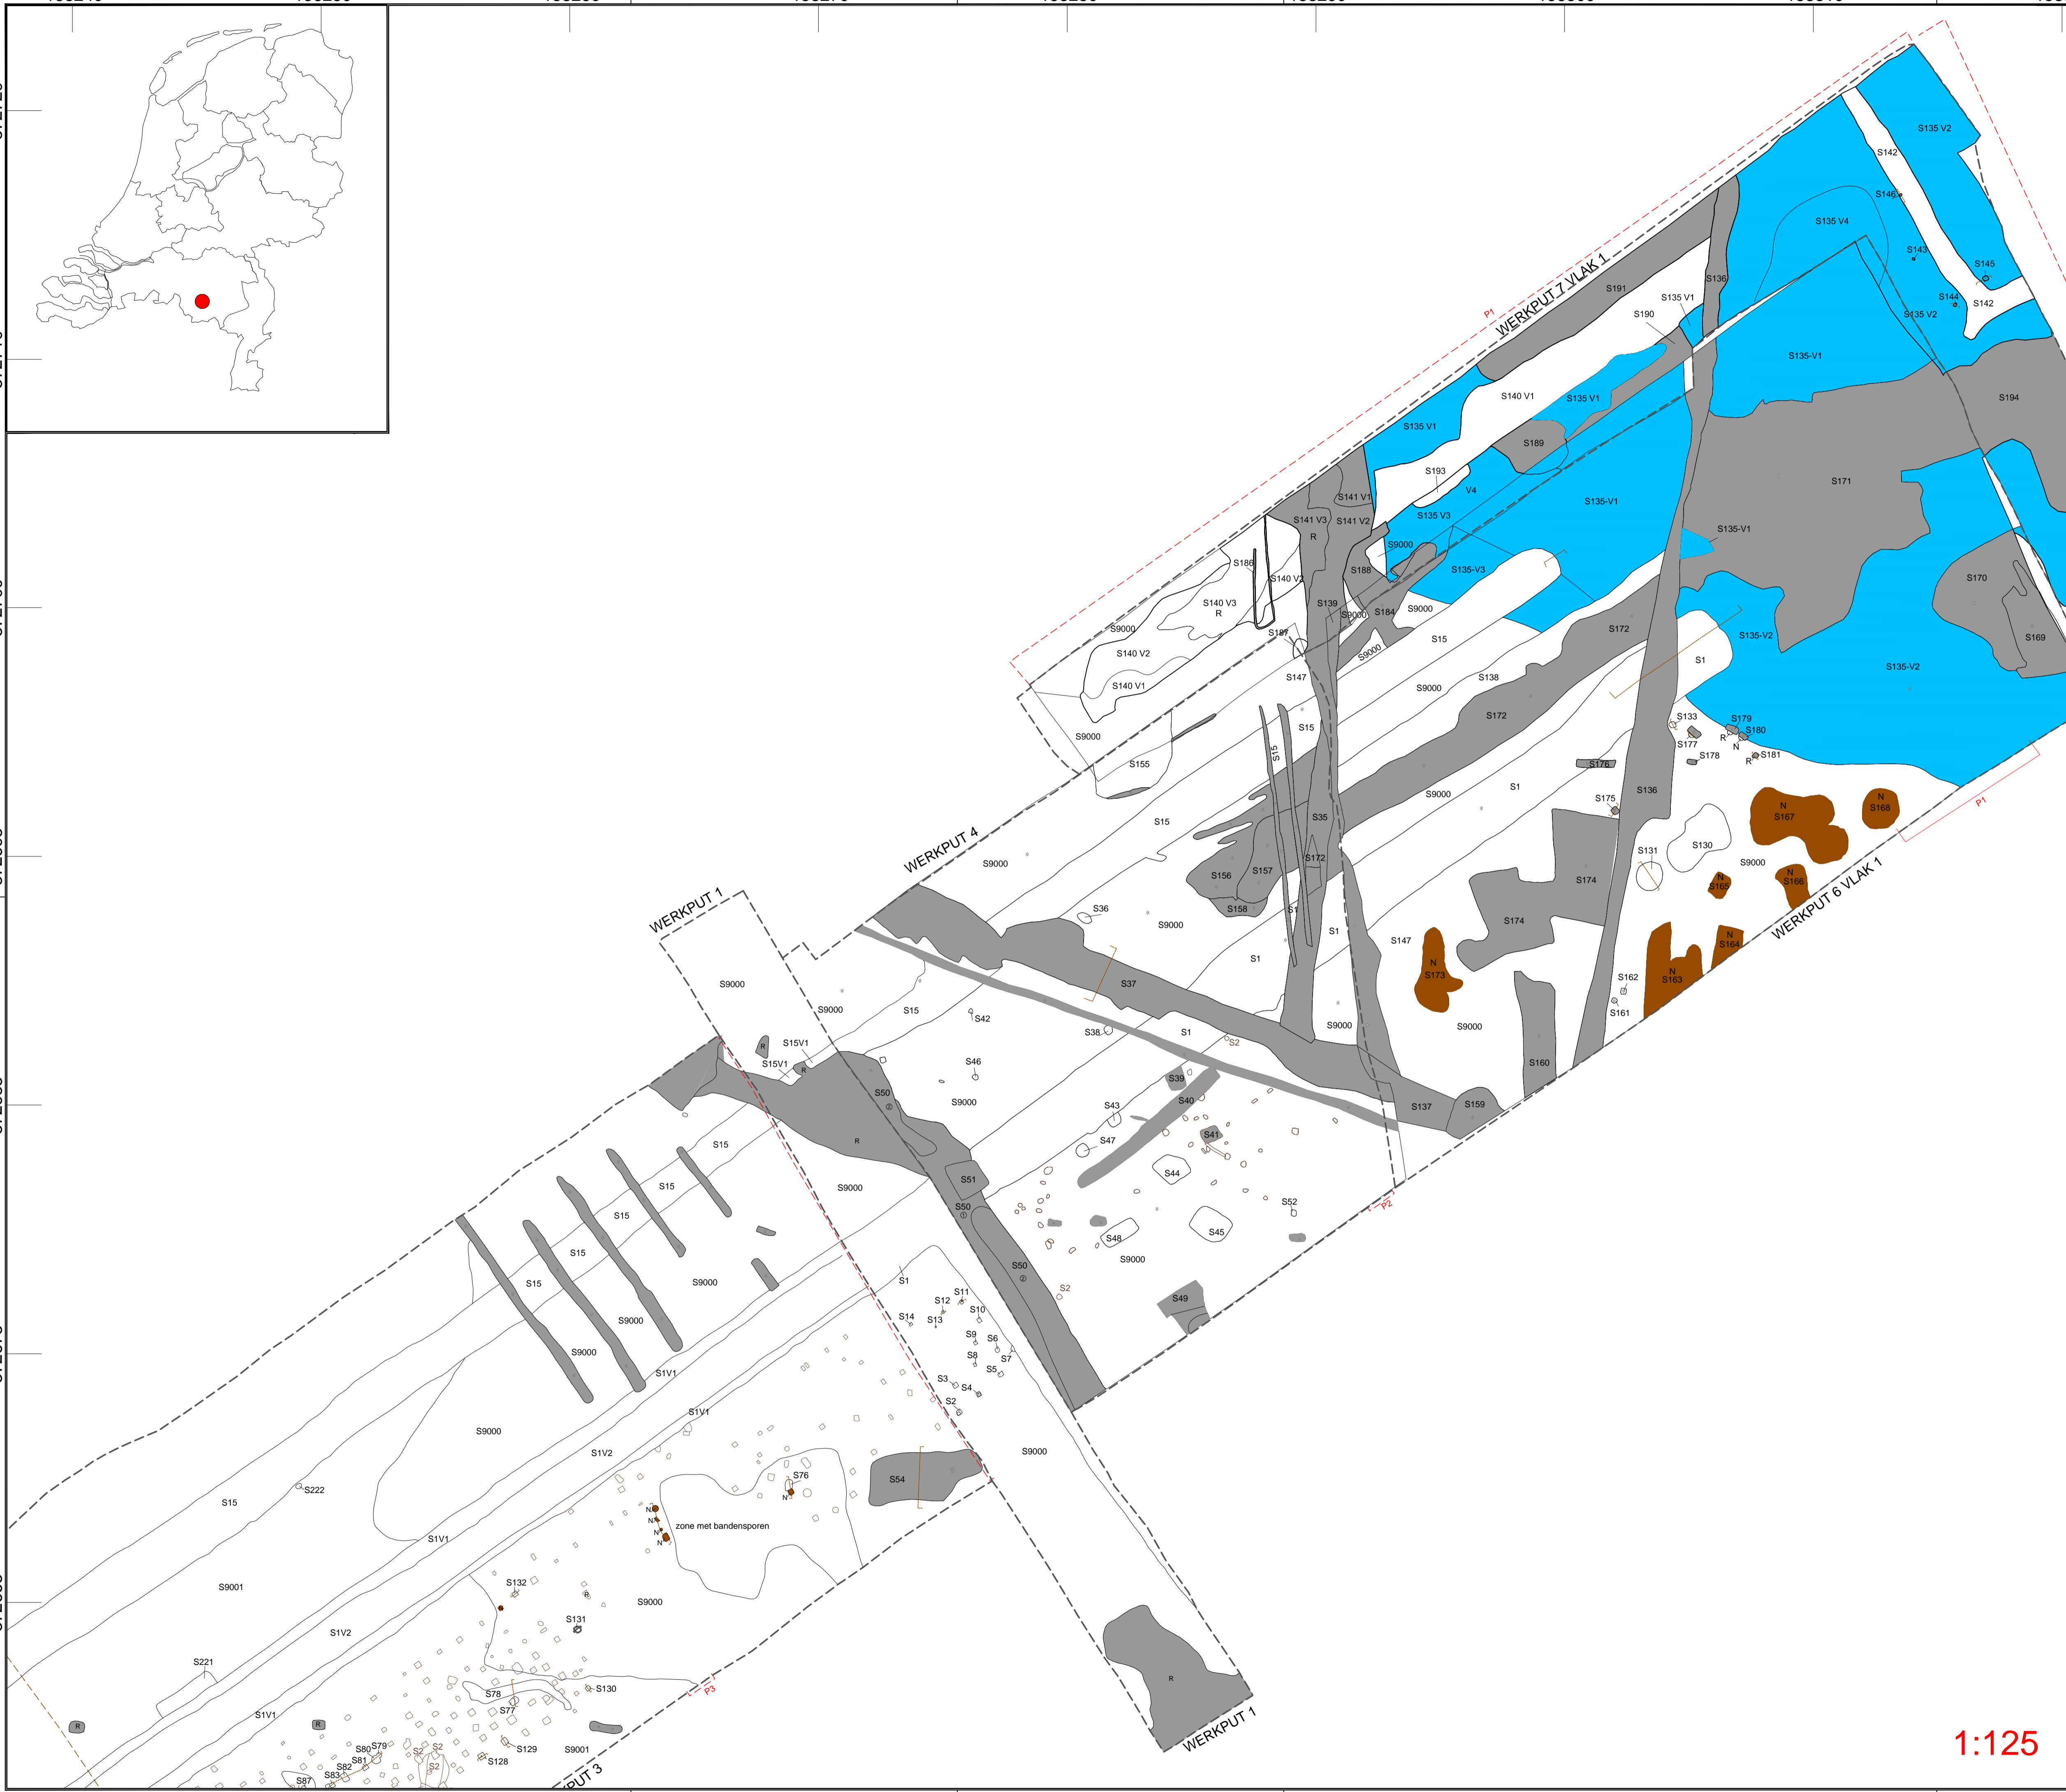 S135 V2
S142
S146
S135 V4
S143
S145
S136
WERKPUT 7 VLAK 1
S191
S135 V1
S144
S142
S190
S135 V2
P1
S135-V1
S140 V1
S135 V1
S194
S135 V1
S189
S193
S171
V4
S141 V1
S135-V1
S135 V3
S141 V3
S141 V2
S135-V1
R
S9000
S186
S188
S135-V3
S140 V2
S170
S140 V3
S139
R
S9000
S184
S9000
S9000
S187
S172
S15
S135-V2
S169
S9000
S140 V2
S1
S135-V2
S147
S138
S140 V1
S9000
S172
S133
S179
S15
S180
S9000
R
S177
N
S15
S178
S181
S155
R
S176
S1
S136
S9000
S175
N
S167
N
S168
P1
S15
S35
WERKPUT 4
S131
S130
S172
S9000
S9000
S156
S157
S174
N
S165
N
S166
WERKPUT 6 VLAK 1
WERKPUT 1
S36
S158
S1
S174
S9000
S1
S147
N
S164
S1
N
S173
N
S163
S9000
S37
S162
S9000
S15
S161
S42
S38
S1
S9000
S9000
S2
R
S15V1
S15V1
R
S46
S160
S39
S50
2
S9000
S43
S40
S137
S159
S15
R
S47
S41
S44
S51
S15
S9000
S52
P2
S50
1
S15
S48
S45
S15
S9000
S50
2
S1
S15
S9000
S2
S49
S11
S12
S10
S14
S13
S9000
S9
S6
S9000
S8
S7
S1V1
S5
S3
S4
S2
S1V1
S9000
S1V2
S9000
S54
S76
N
S222
S15
N
N
N
N
zone met bandensporen
S1V1
S9001
S132
R
S9000
N
S131
S1V2
S221
R
S130
P3
S78
S77
S1V1
R
R
WERKPUT 1
S129
S79
S80
S2
S2
S9001
S128
1:125
S81
S82
S2
S83
S87